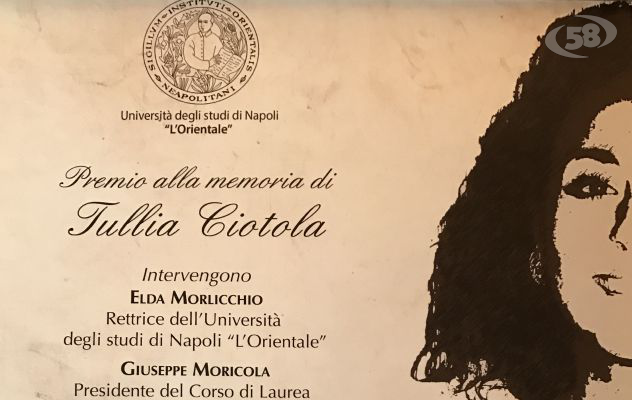 SIGILLVM INSTITVTI ORIENTALIS NEAPOLITANI
58
Università degli studi di Napoli
"L'Orientale"
Premio alla memoria di
Tullia Ciotola
Intervengono
ELDA MORLICCHIO
Rettrice dell'Università
degli studi di Napoli "L'Orientale"
GIUSEPPE MORICOLA
Presidente del Corso di Laurea